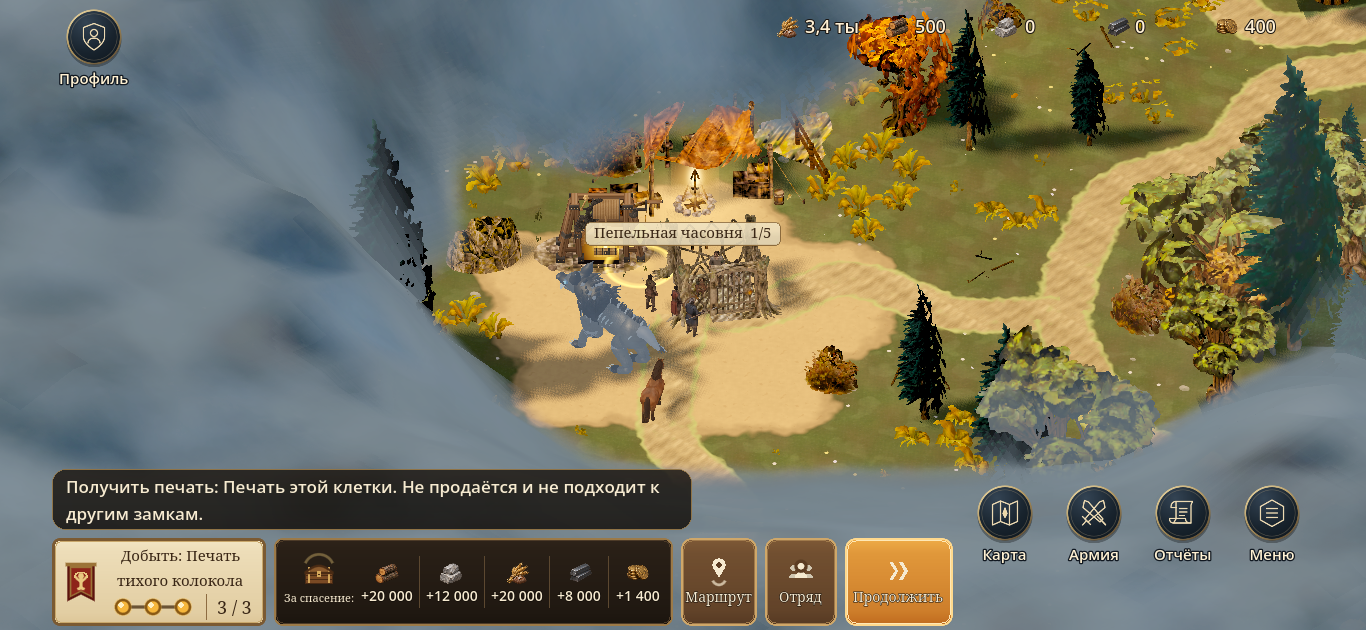 Профиль
3,4 ты
500
0
0
400
Пепельная часовня 1/5
Получить печать: Печать этой клетки. Не продаётся и не подходит к
другим замкам.
Добыть: Печать
тихого колокола
3 / 3
За спасение:
+20 000
+12 000
+20 000
+8 000
+1 400
Маршрут
Отряд
Продолжить
Карта
Армия
Отчёты
Меню